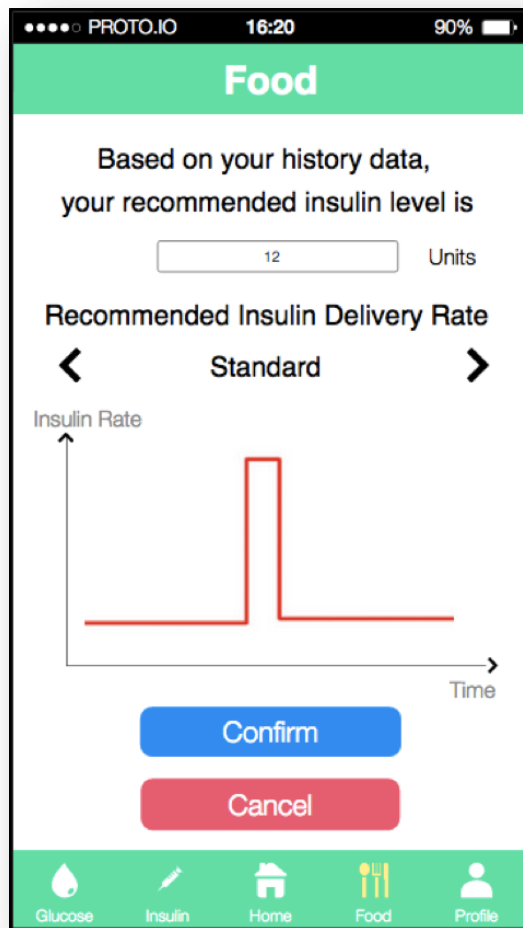 PROTO.IO 16:20 90%
Food
Based on your history data,
your recommended insulin level is
12 Units
Recommended Insulin Delivery Rate
Standard
Insulin Rate
Time
Confirm
Cancel
Glucose Insulin Home Food Profile